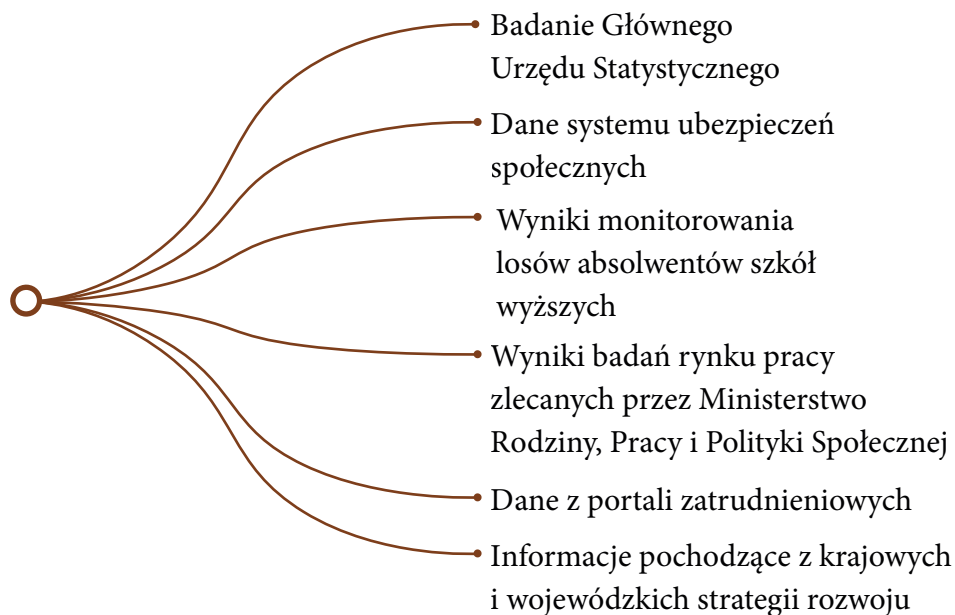 Badanie Głównego
Urzędu Statystycznego
Dane systemu ubezpieczeń
społecznych
Wyniki monitorowania
losów absolwentów szkół
wyższych
Wyniki badań rynku pracy
zlecanych przez Ministerstwo
Rodziny, Pracy i Polityki Społecznej
Dane z portali zatrudnieniowych
Informacje pochodzące z krajowych
i wojewódzkich strategii rozwoju